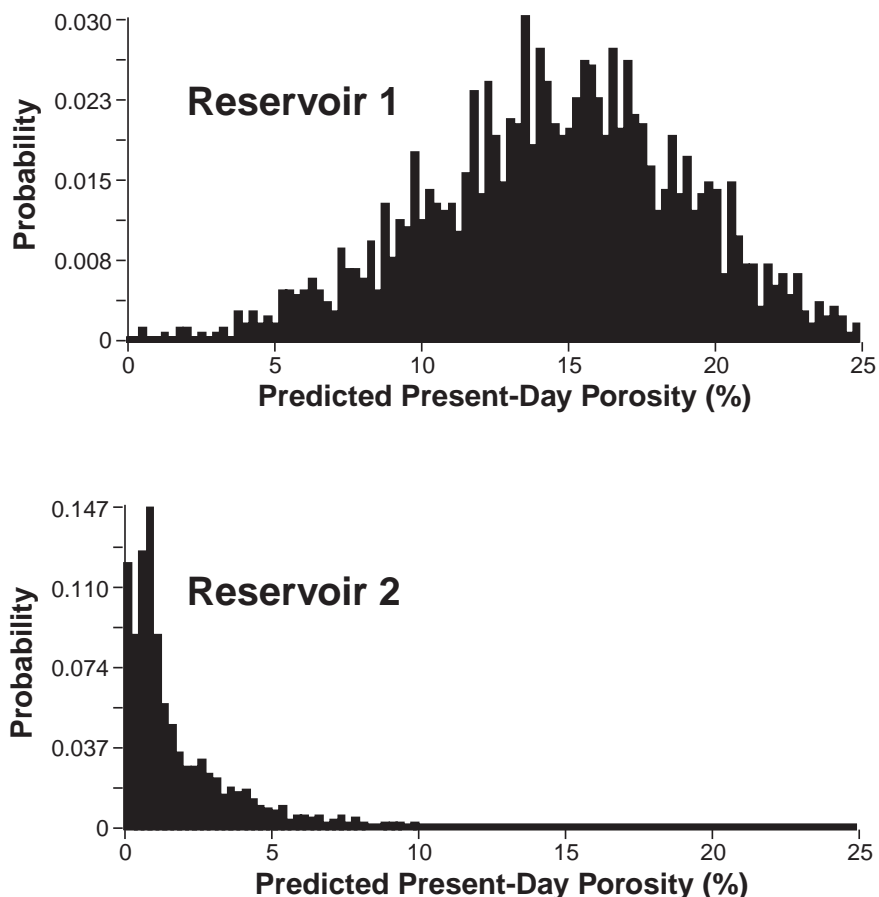 0.030
0.023
0.015
0.008
0
Probability
Reservoir 1
0 5 10 15 20 25
Predicted Present-Day Porosity (%)
0.147
0.110
0.074
0.037
0
Probability
Reservoir 2
0 5 10 15 20 25
Predicted Present-Day Porosity (%)